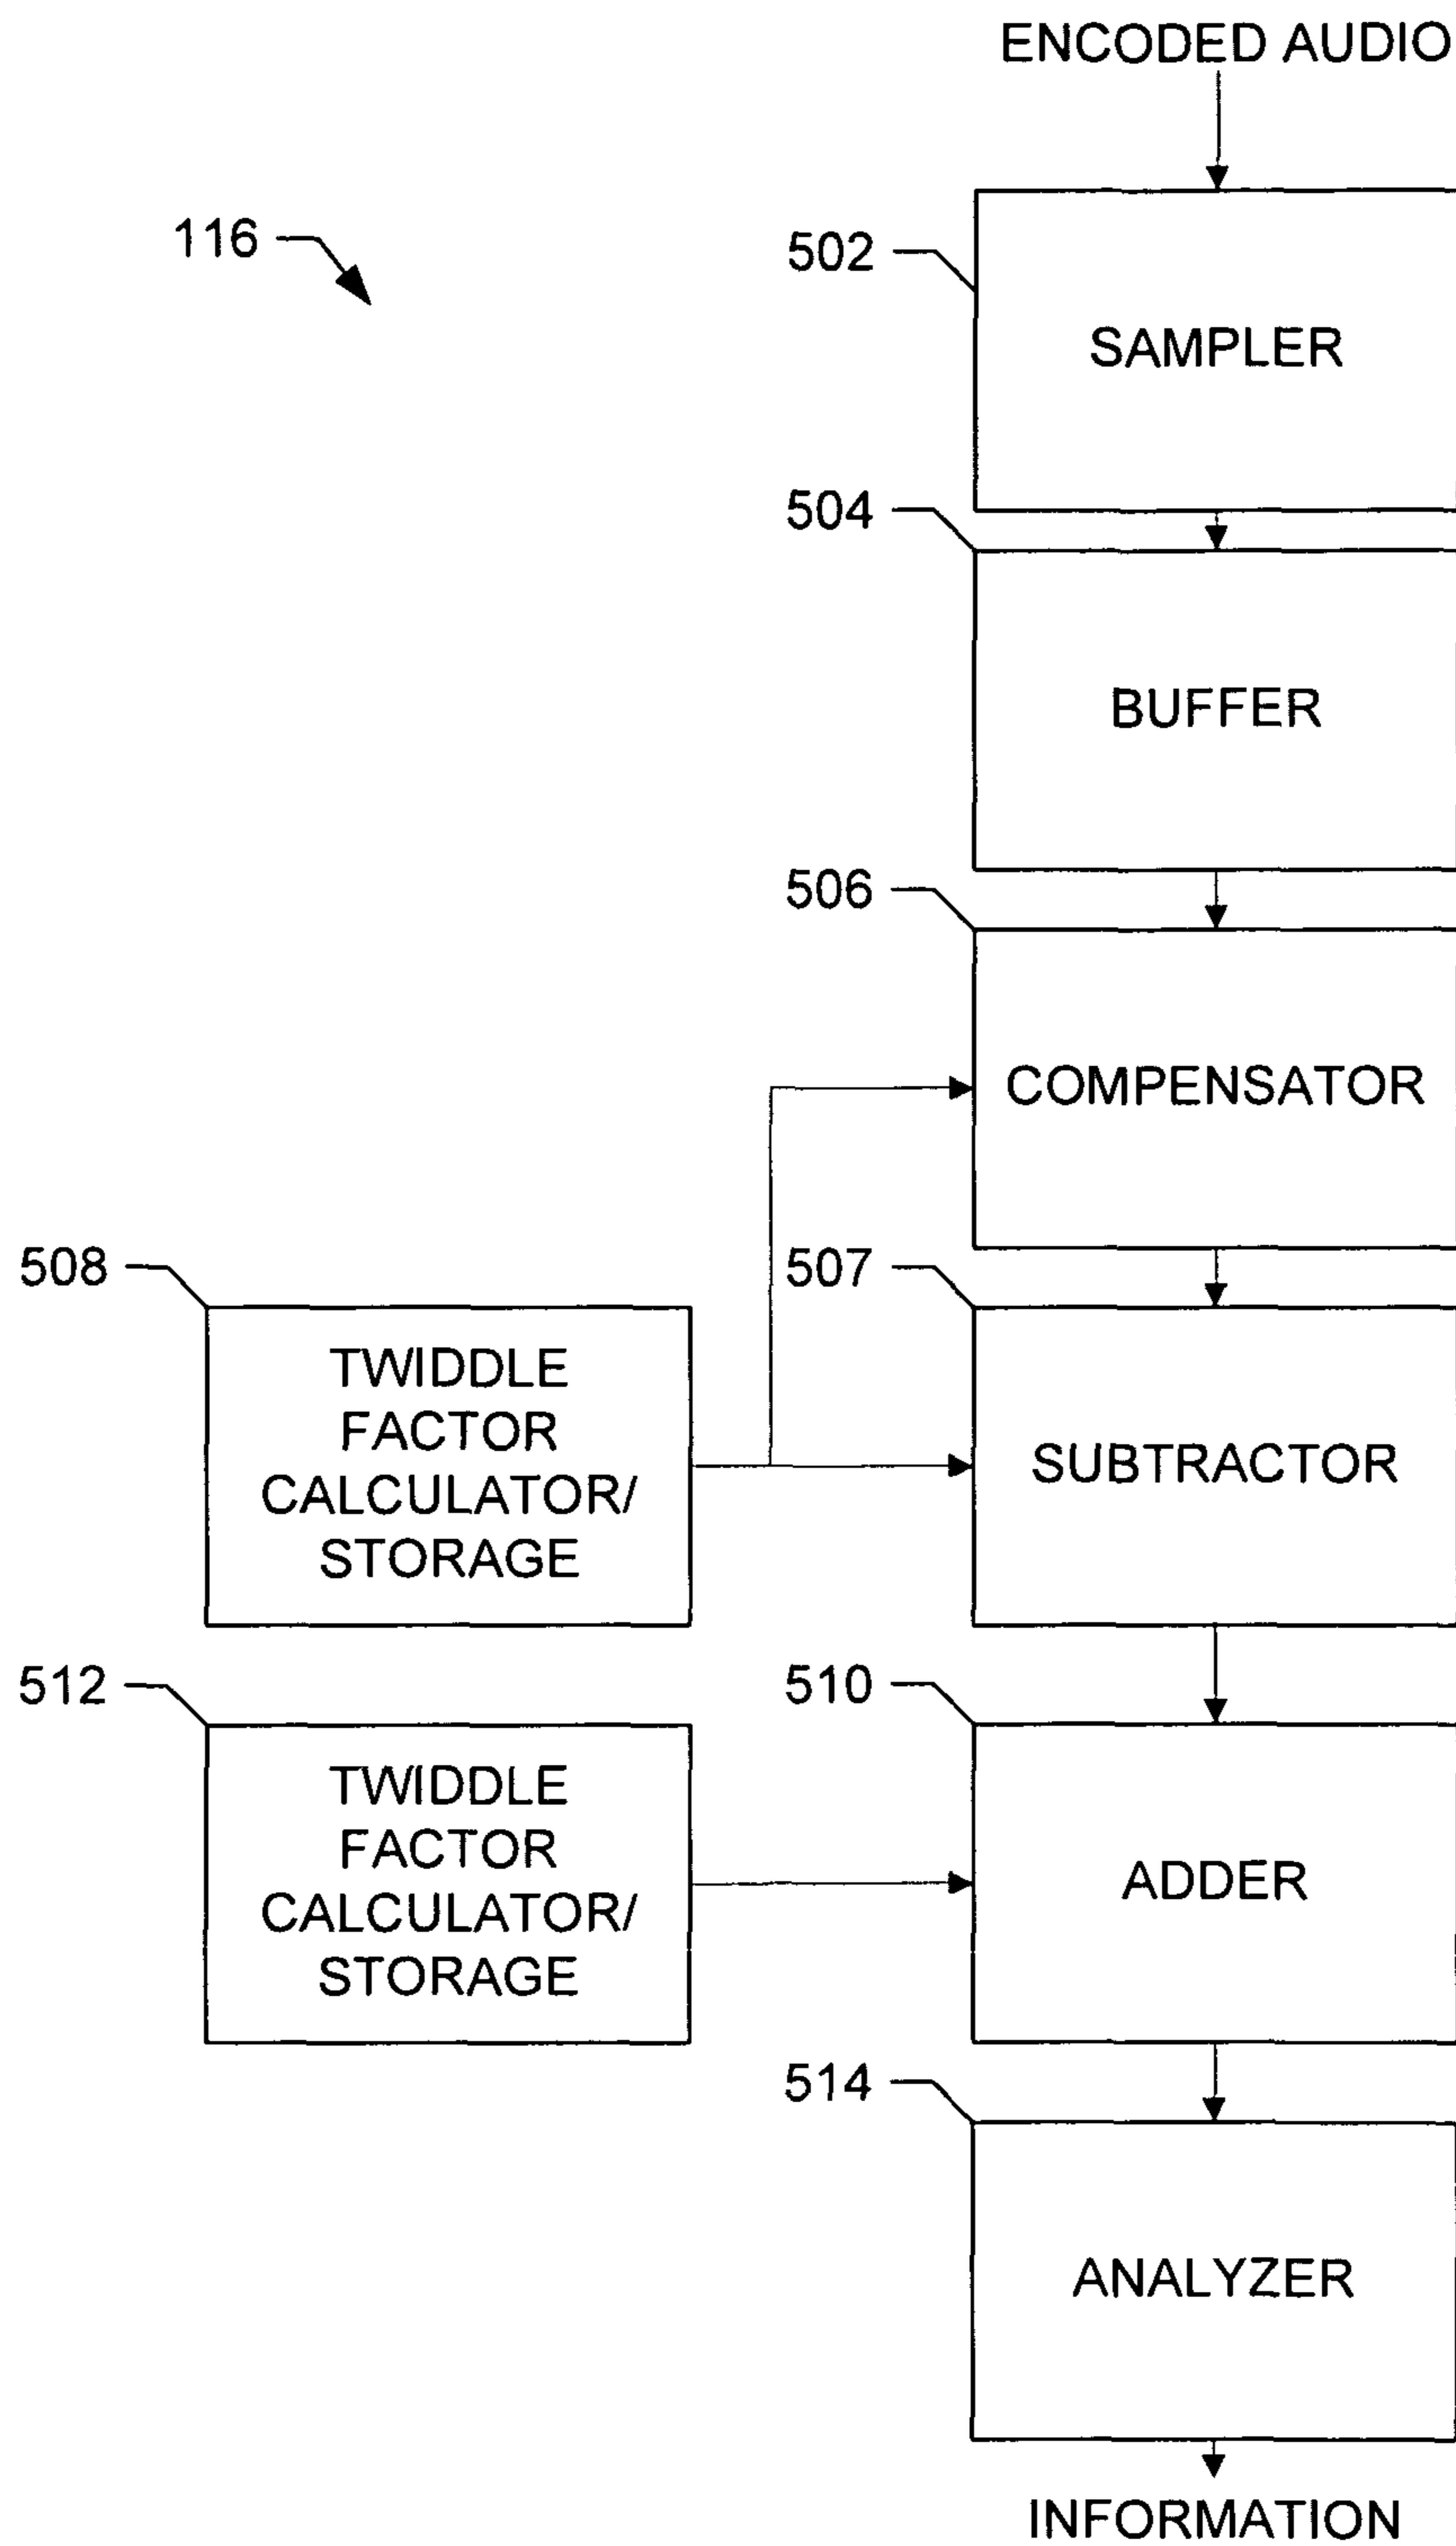 ENCODED AUDIO
116
502
SAMPLER
504
BUFFER
506
COMPENSATOR
508
TWIDDLE
FACTOR
CALCULATOR/
STORAGE
507
SUBTRACTOR
512
TWIDDLE
FACTOR
CALCULATOR/
STORAGE
510
ADDER
514
ANALYZER
INFORMATION